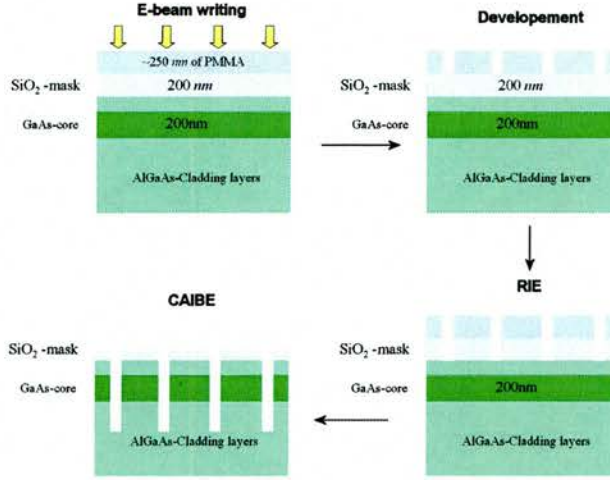 E-beam writing
~250 nm of PMMA
SiO2 -mask
200 nm
GaAs-core
200nm
AlGaAs-Cladding layers
Developement
SiO2 -mask
200 nm
GaAs-core
200nm
AlGaAs-Cladding layers
CAIBE
SiO2 -mask
GaAs-core
AlGaAs-Cladding layers
RIE
SiO2 -mask
GaAs-core
200nm
AlGaAs-Cladding layers